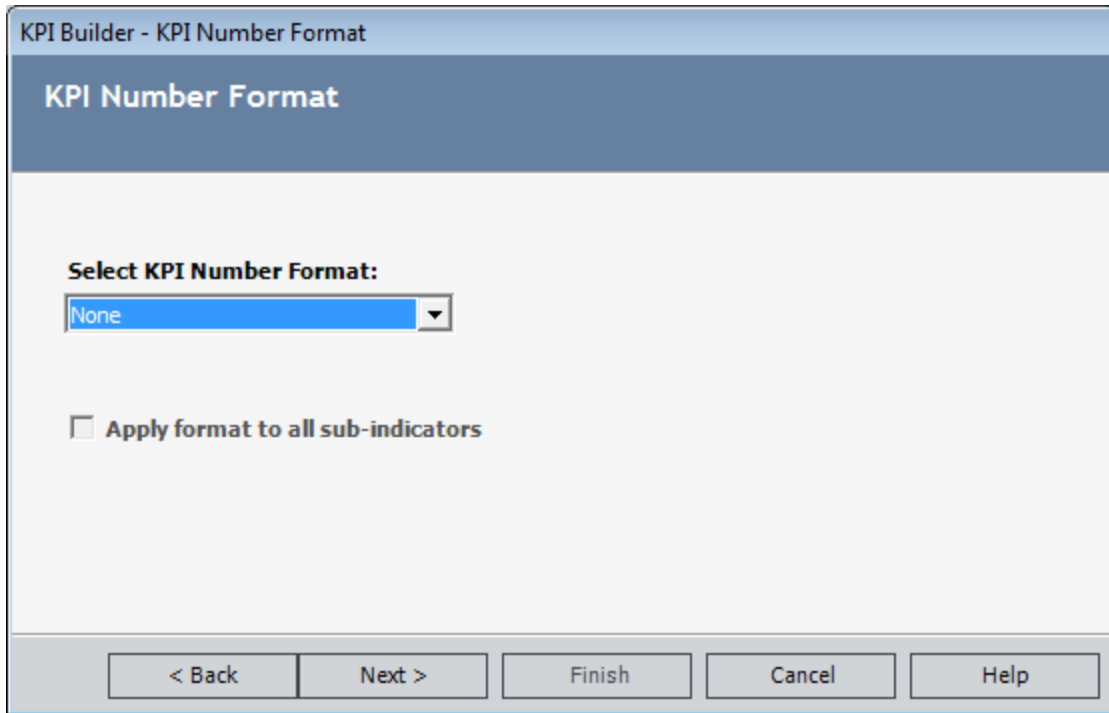 KPI Builder - KPI Number Format
KPI Number Format
Select KPI Number Format:
None
Apply format to all sub-indicators
< Back Next > Finish Cancel Help